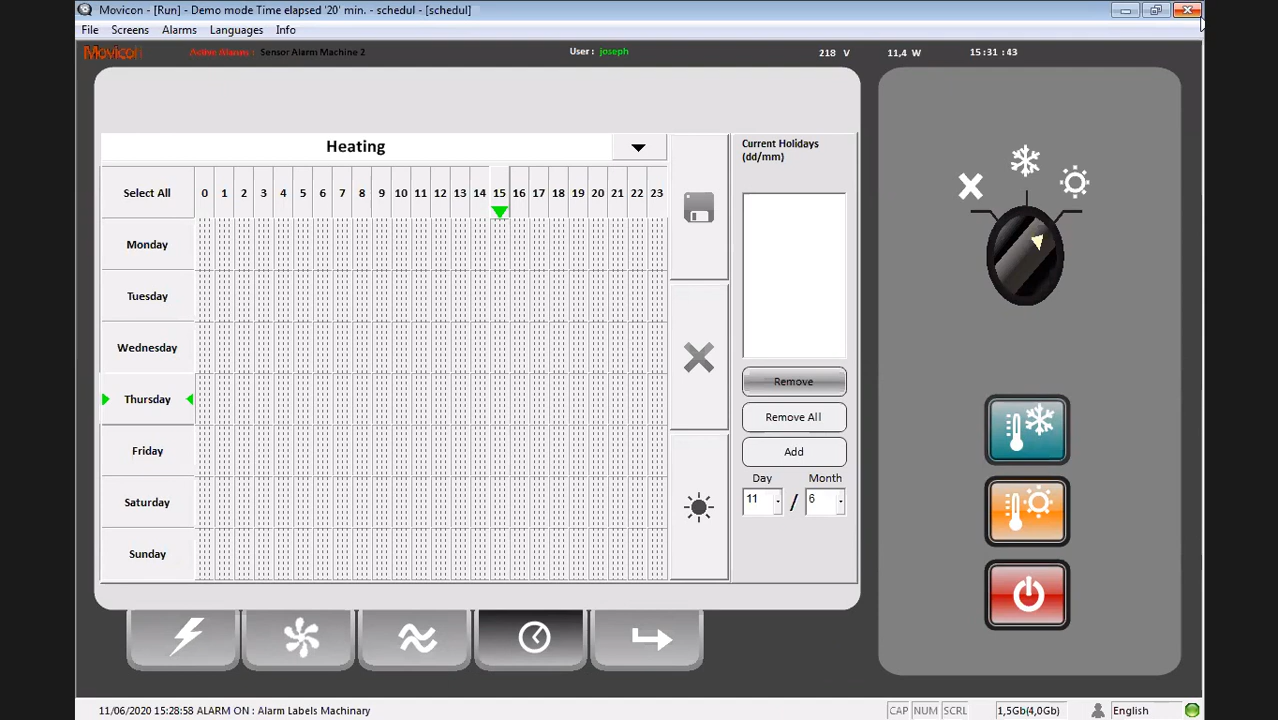 Movicon - [Run] - Demo mode Time elapsed '20' min. - schedul - [schedul]
File Screens Alarms Languages Info
Movicon Active Alarms : Sensor Alarm Machine 2 User : joseph 218 V 11,4 W 15:31 :43
Heating
Select All 0 1 2 3 4 5 6 7 8 9 10 11 12 13 14 15 16 17 18 19 20 21 22 23
Monday
Tuesday
Wednesday
Thursday
Friday
Saturday
Sunday
Current Holidays
(dd/mm)
Remove
Remove All
Add
Day Month
11 / 6
11/06/2020 15:28:58 ALARM ON : Alarm Labels Machinary CAP NUM SCRL 1,5Gb(4,0Gb) English